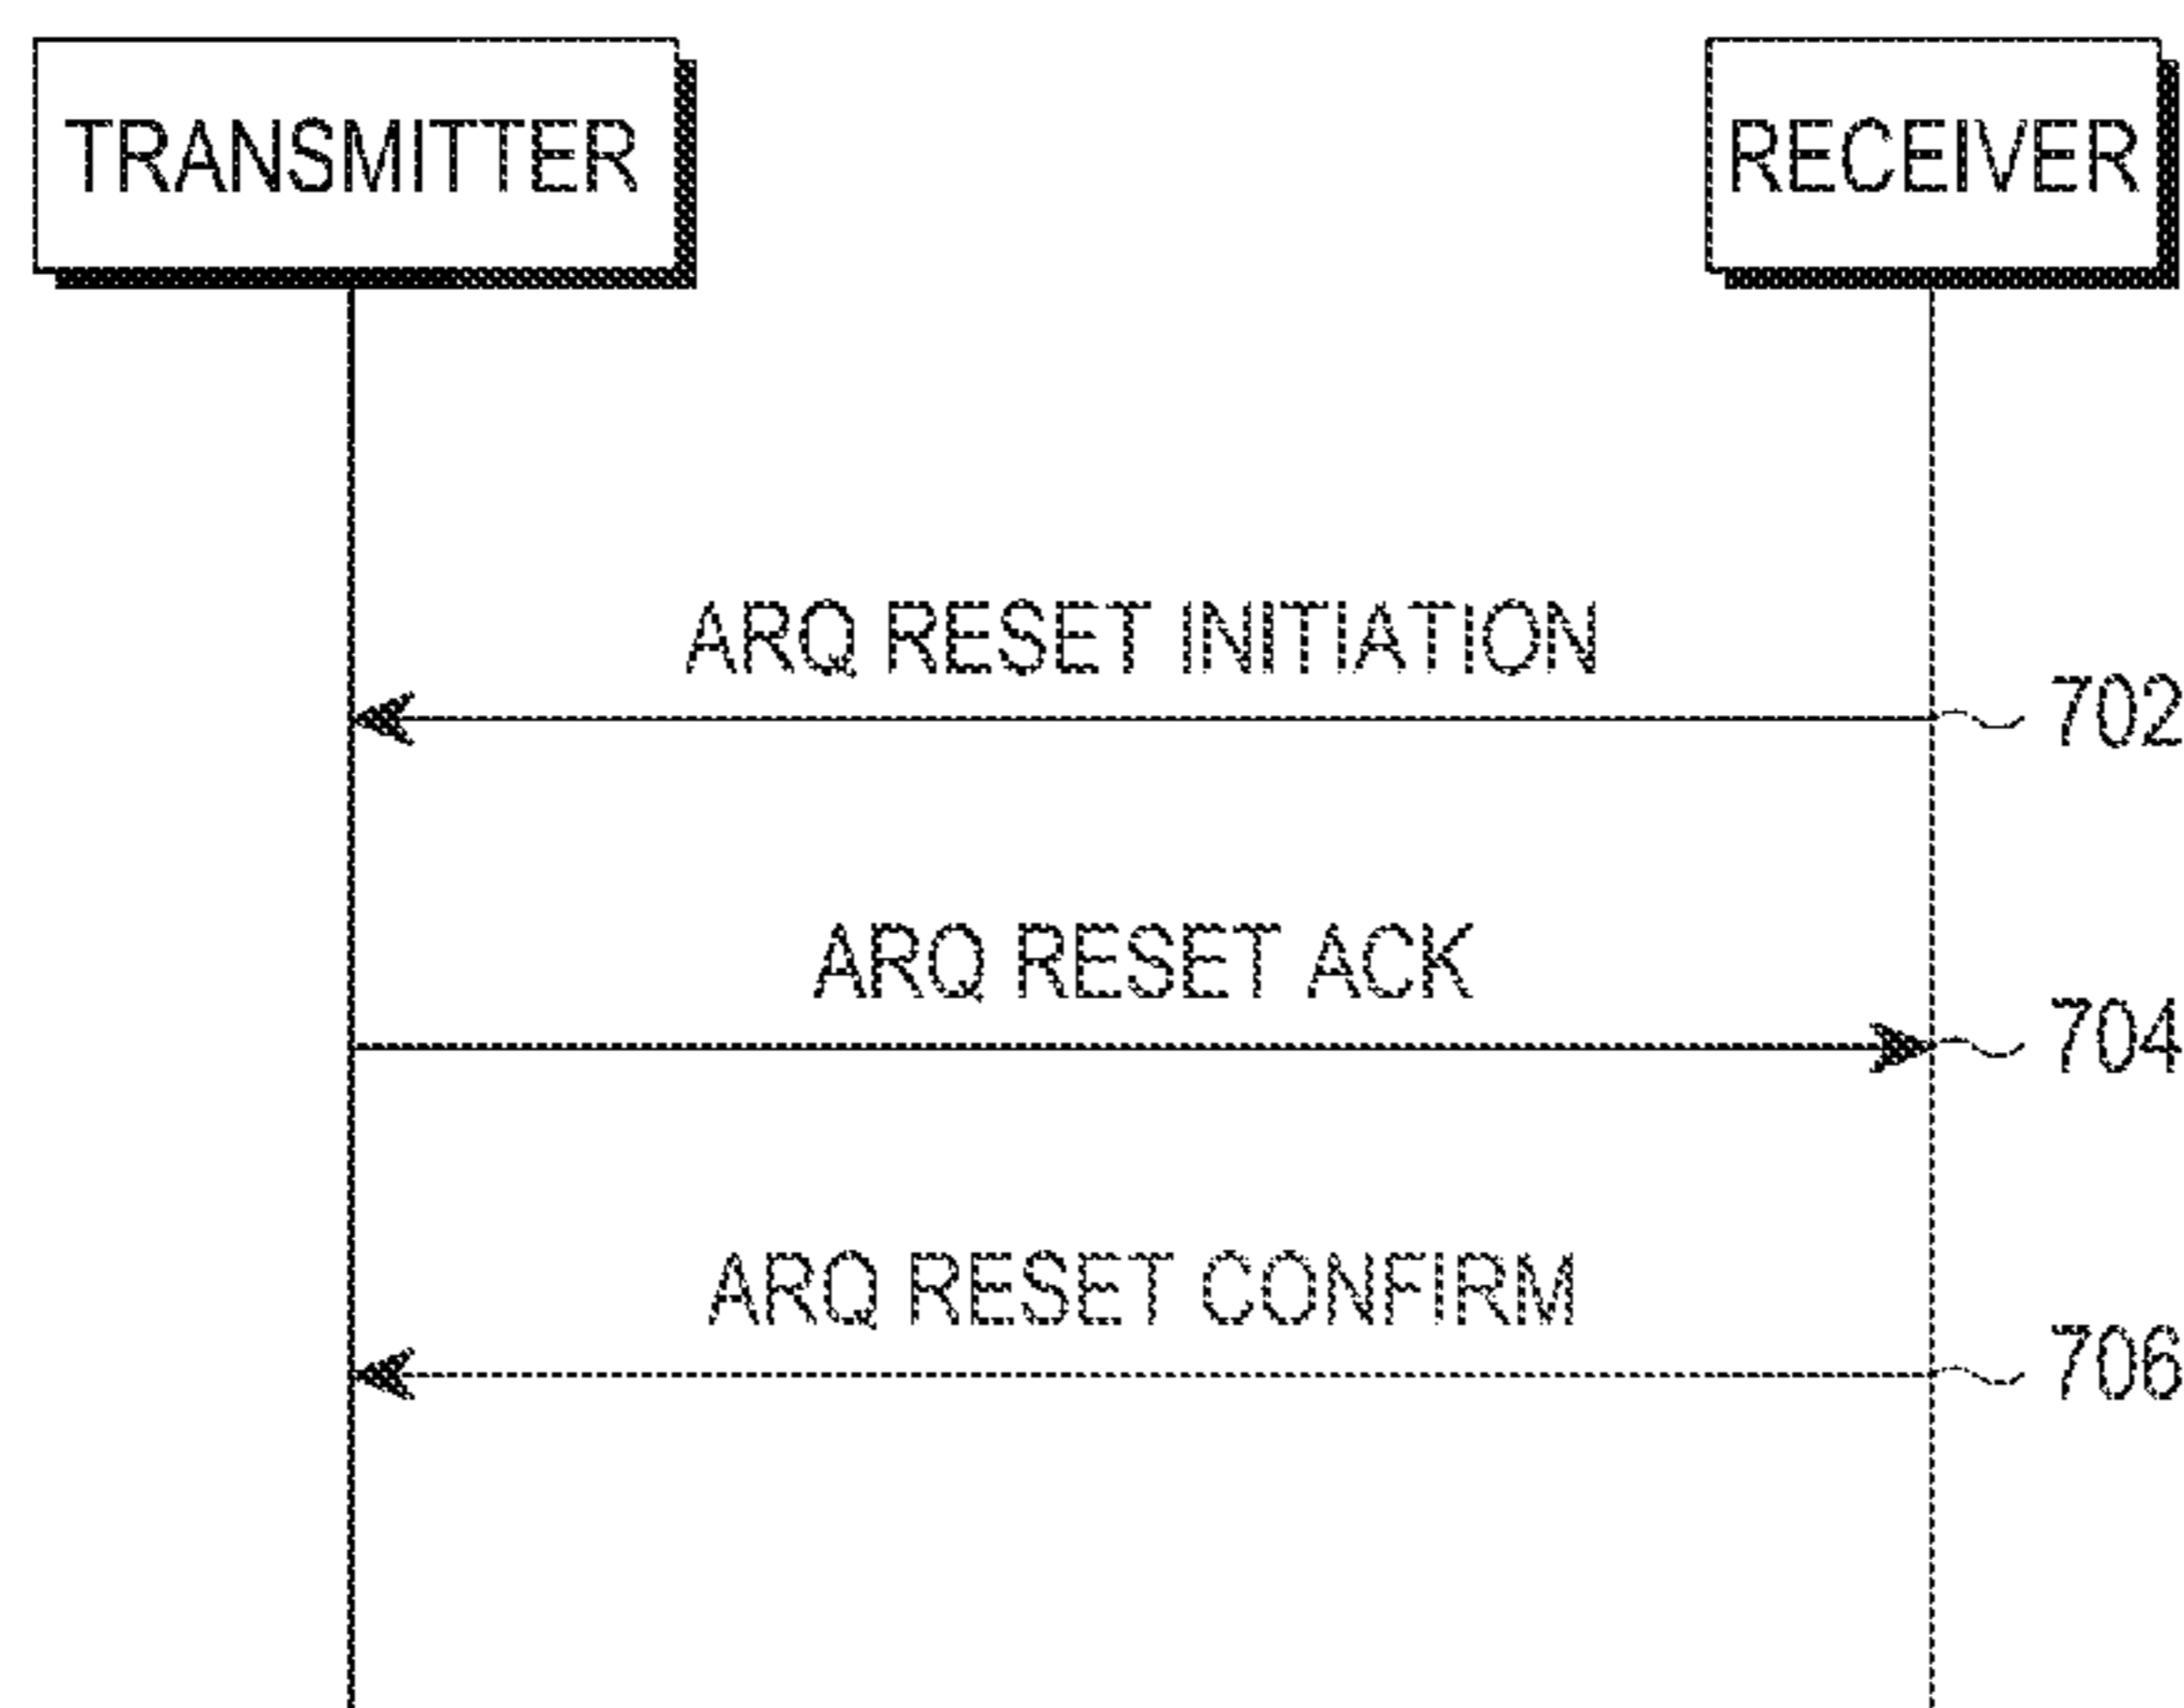 TRANSMITTER
RECEIVER
ARQ RESET INITIATION
702
ARQ RESET ACK
704
ARQ RESET CONFIRM
706